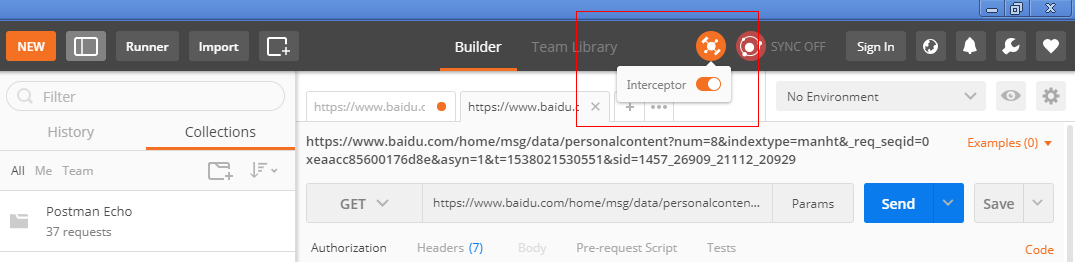 NEW Runner Import Builder Team Library SYNC OFF Sign In
Interceptor
Filter
https://www.baidu.c https://www.baidu.c No Environment
History Collections
https://www.baidu.com/home/msg/data/personalcontent?num=8&indextype=manht&_req_seqid=0
xeaacc85600176d8e&asyn=1&t=1538021530551&sid=1457_26909_21112_20929
Examples (0)
All Me Team
GET https://www.baidu.com/home/msg/data/personalconten... Params Send Save
Postman Echo
37 requests
Authorization Headers (7) Body Pre-request Script Tests Code